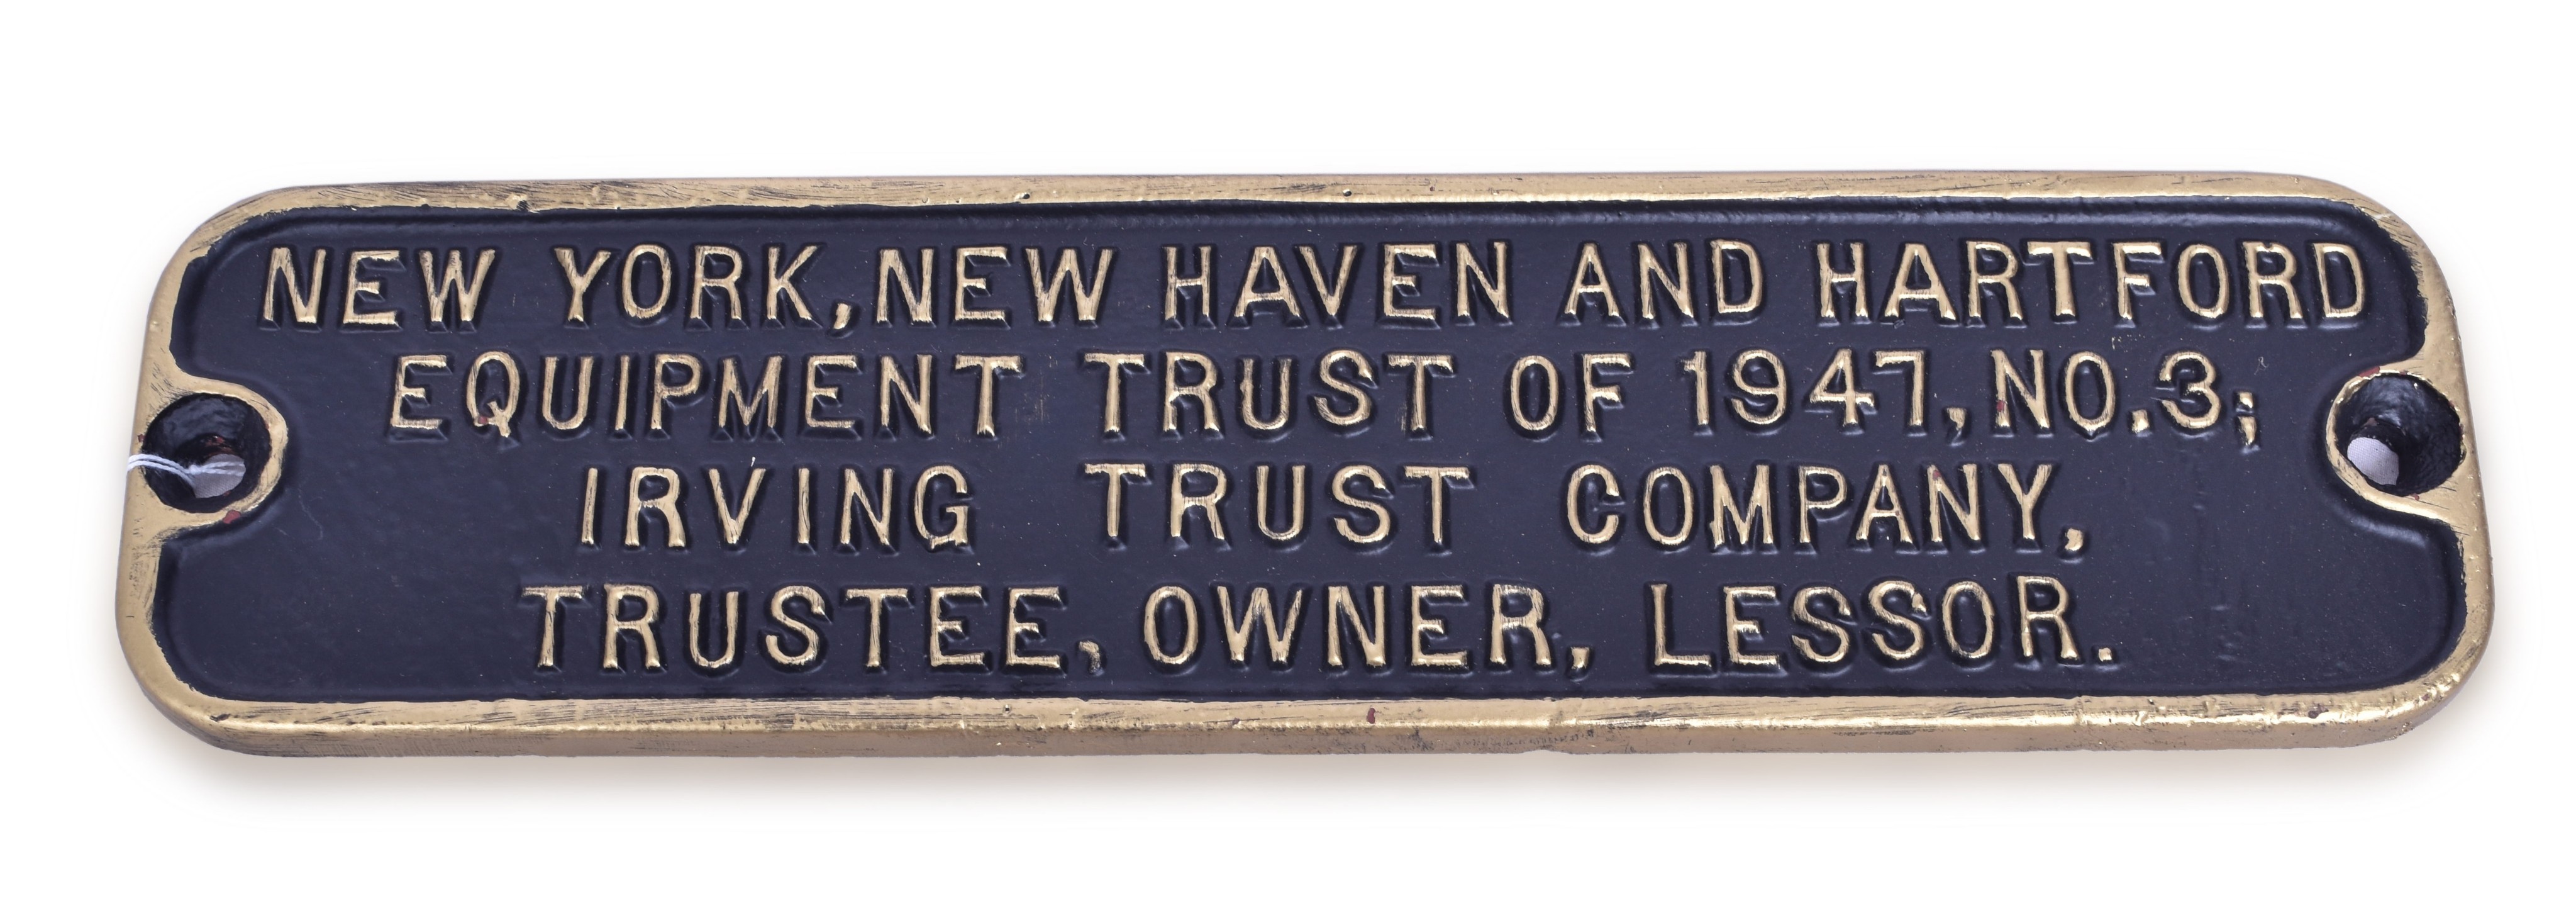 NEW YORK, NEW HAVEN AND HARTFORD
EQUIPMENT TRUST OF 1947, NO. 3;
IRVING TRUST COMPANY,
TRUSTEE, OWNER, LESSOR.